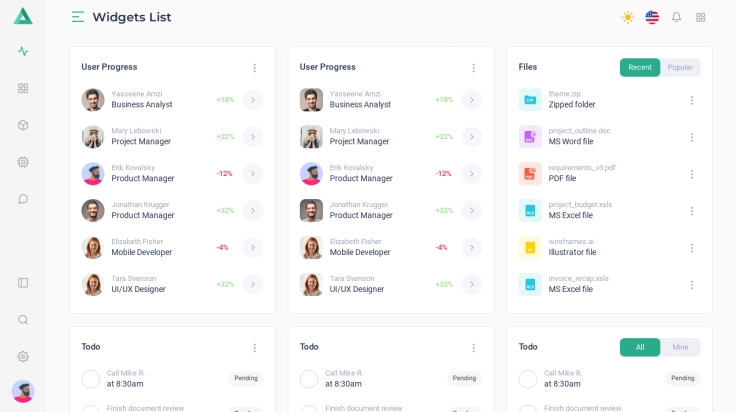 Widgets List
User Progress
Yasseene Amzi
Business Analyst
+18%
Mary Lebowski
Project Manager
+22%
Erik Kovalsky
Product Manager
-12%
Jonathan Krugger
Product Manager
+32%
Elizabeth Fisher
Mobile Developer
-4%
Tara Svenson
UI/UX Designer
+32%
User Progress
Yasseene Amzi
Business Analyst
+18%
Mary Lebowski
Project Manager
+22%
Erik Kovalsky
Product Manager
-12%
Jonathan Krugger
Product Manager
+32%
Elizabeth Fisher
Mobile Developer
-4%
Tara Svenson
UI/UX Designer
+32%
Files
Recent
Popular
theme.zip
Zipped folder
project_outline.doc
MS Word file
requirements_v3.pdf
PDF file
project_budget.xsls
MS Excel file
wireframes.ai
Illustrator file
invoice_recap.xsls
MS Excel file
Todo
Call Mike R.
at 8:30am
Pending
Finish document review
Todo
Call Mike R.
at 8:30am
Pending
Finish document review
Todo
All
Mine
Call Mike R.
at 8:30am
Pending
Finish document review